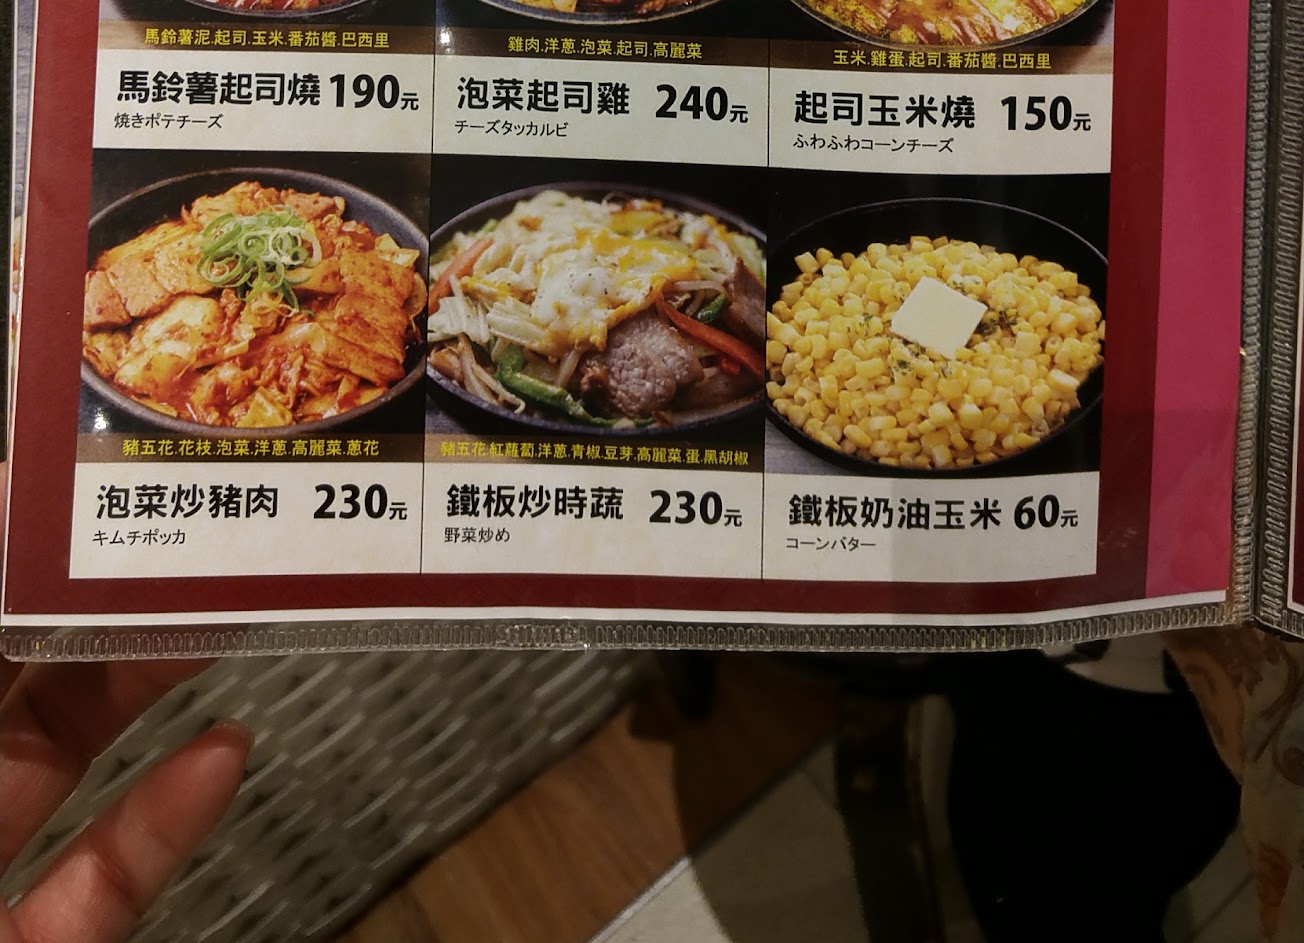 馬鈴薯泥.起司.玉米.番茄醬.巴西里
馬鈴薯起司燒 190元
焼きポテチーズ
雞肉.洋蔥.泡菜.起司.高麗菜
泡菜起司雞 240元
チーズタッカルビ
玉米.雞蛋.起司.番茄醬.巴西里
起司玉米燒 150元
ふわふわコーンチーズ
豬五花.花枝.泡菜.洋蔥.高麗菜.蔥花
泡菜炒豬肉 230元
キムチポッカ
豬五花.紅蘿蔔.洋蔥.青椒.豆芽.高麗菜.蛋.黑胡椒
鐵板炒時蔬 230元
野菜炒め
鐵板奶油玉米 60元
コーンバター